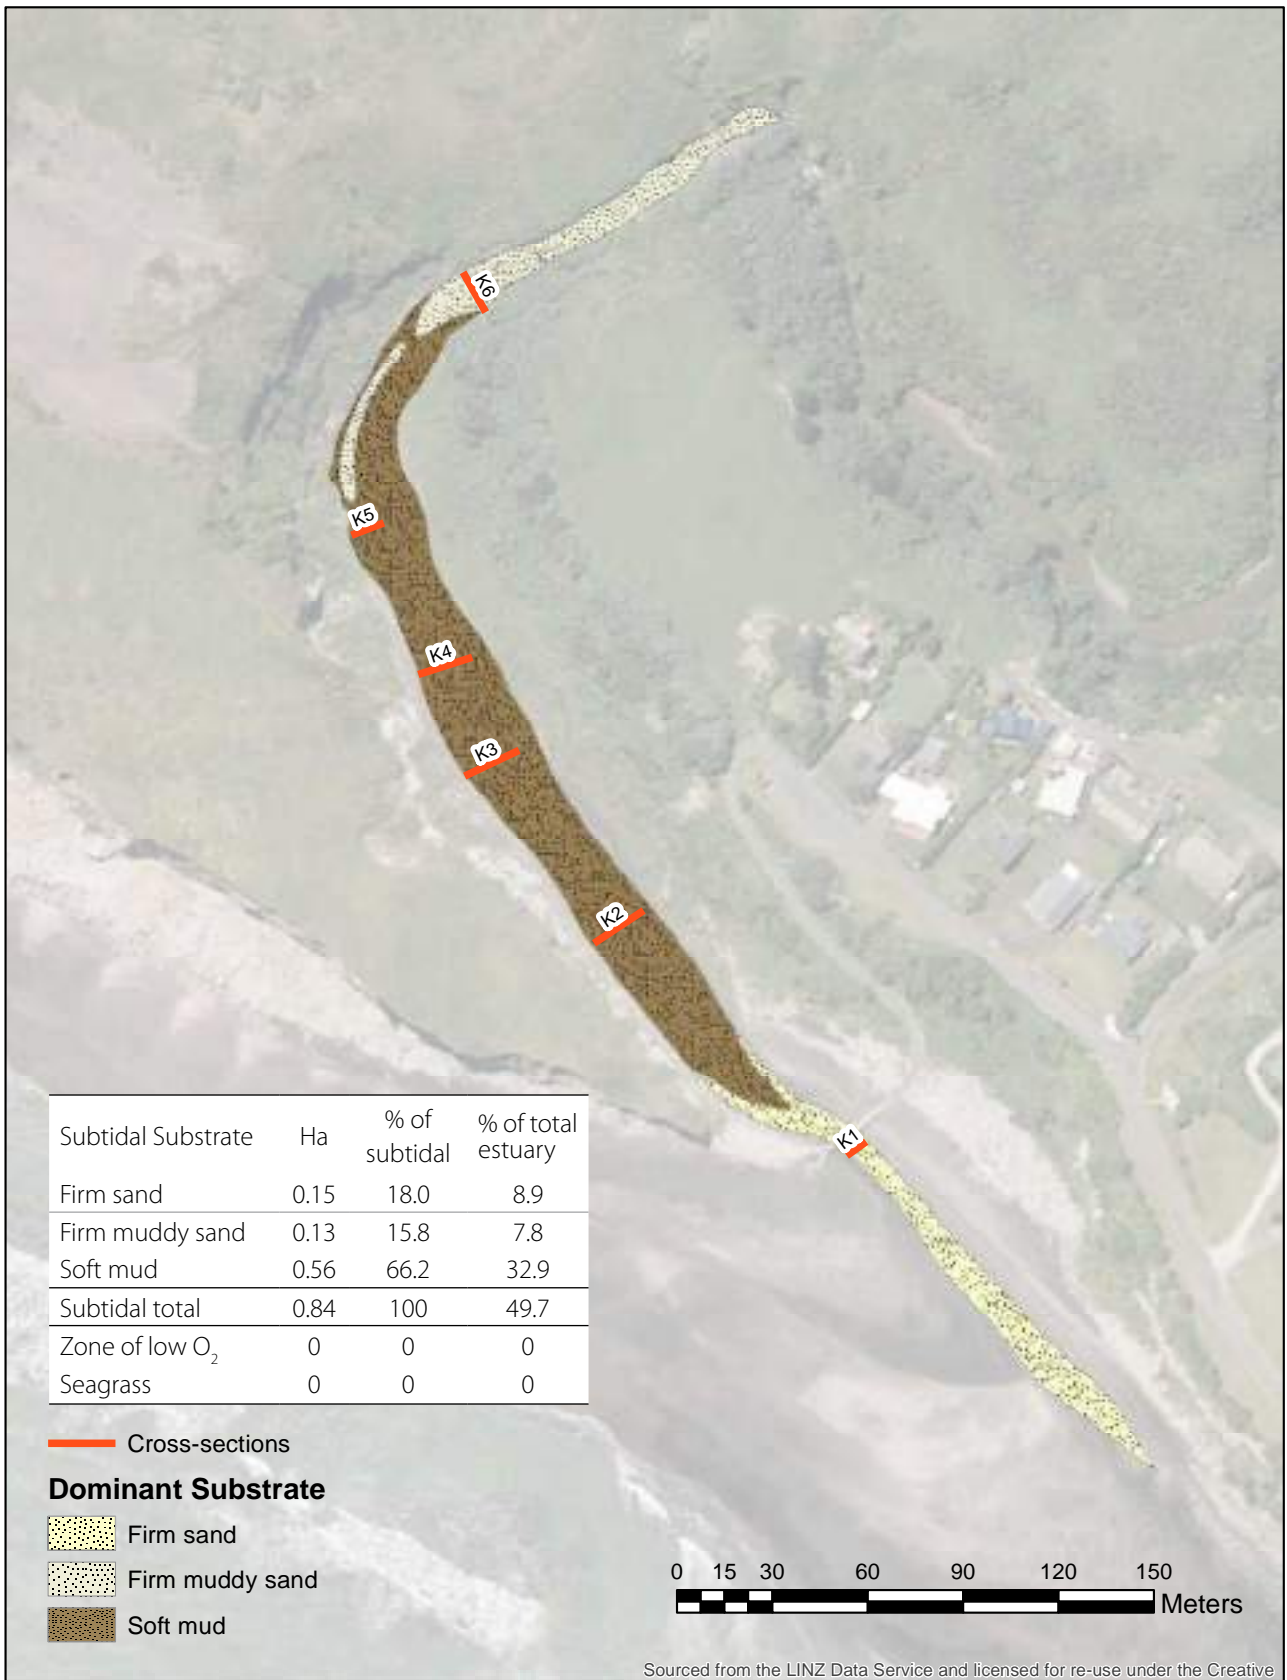 K6
K5
K4
K3
K2
K1
Subtidal Substrate Ha % of subtidal % of total estuary
Firm sand 0.15 18.0 8.9
Firm muddy sand 0.13 15.8 7.8
Soft mud 0.56 66.2 32.9
Subtidal total 0.84 100 49.7
Zone of low O₂ 0 0 0
Seagrass 0 0 0
Cross-sections
Dominant Substrate
Firm sand
Firm muddy sand
Soft mud
0 15 30 60 90 120 150
Meters
Sourced from the LINZ Data Service and licensed for re-use under the Creative